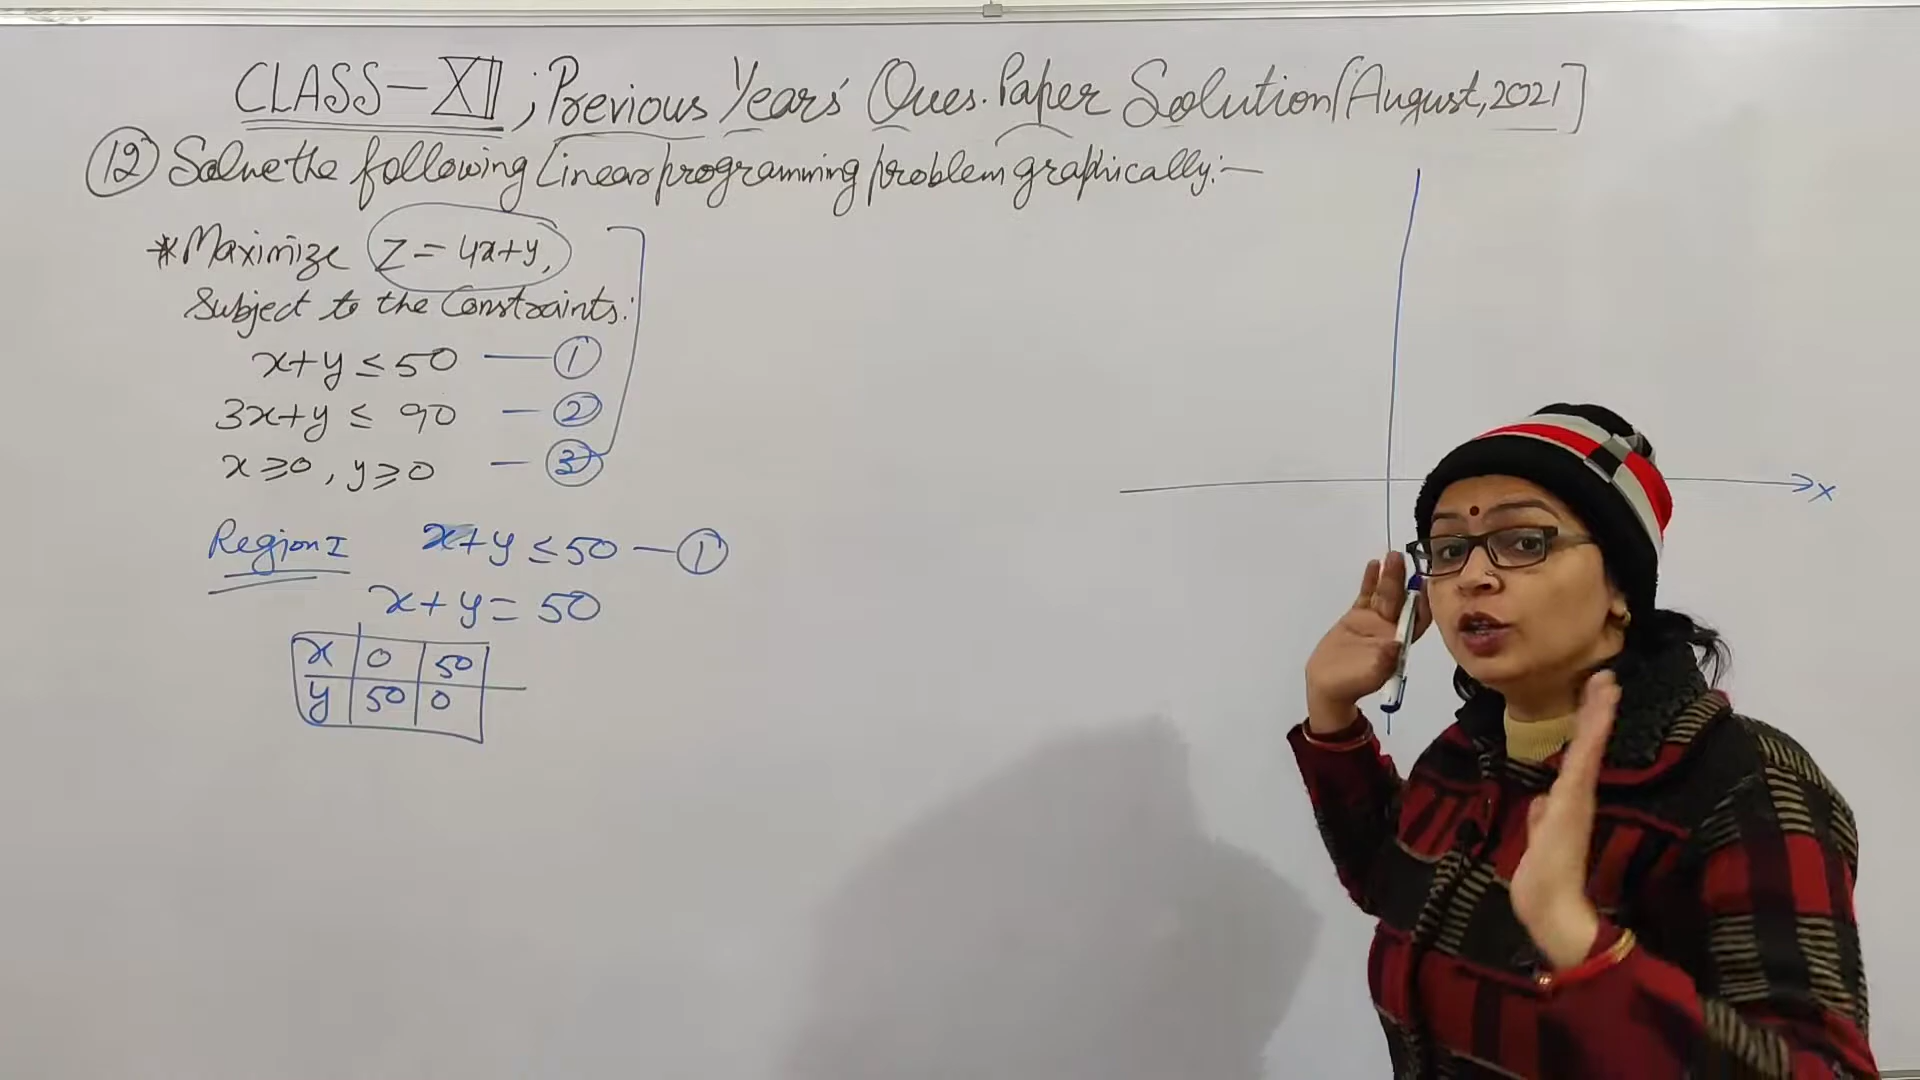 CLASS-XII; Previous Years' Ques. Paper Solution [August, 2021]
(12) Solve the following Linear programming problem graphically:—
*Maximize Z = 4x+y,
Subject to the Constraints:
x+y ≤ 50 — (1)
3x+y ≤ 90 — (2)
x ≥ 0, y ≥ 0 — (3)
Region I x+y ≤ 50 — (1)
x+y = 50
x 0 50
y 50 0
x